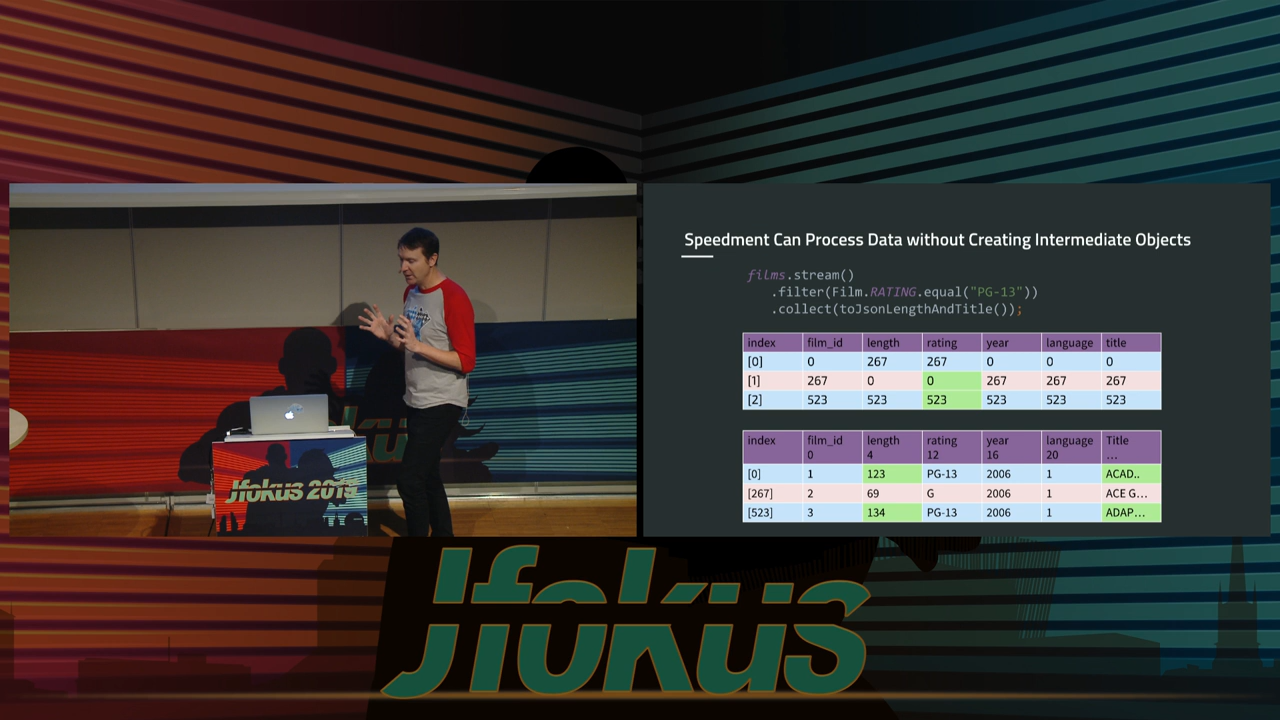 Speedment Can Process Data without Creating Intermediate Objects
films.stream()
.filter(Film.RATING.equal("PG-13"))
.collect(toJsonLengthAndTitle());
index film_id length rating year language title
[0] 0 267 267 0 0 0
[1] 267 0 0 267 267 267
[2] 523 523 523 523 523 523
index film_id length rating year language Title
0 4 12 16 20 ...
[0] 1 123 PG-13 2006 1 ACAD..
[267] 2 69 G 2006 1 ACE G...
[523] 3 134 PG-13 2006 1 ADAP...
Jfokus 2019
Jfokus